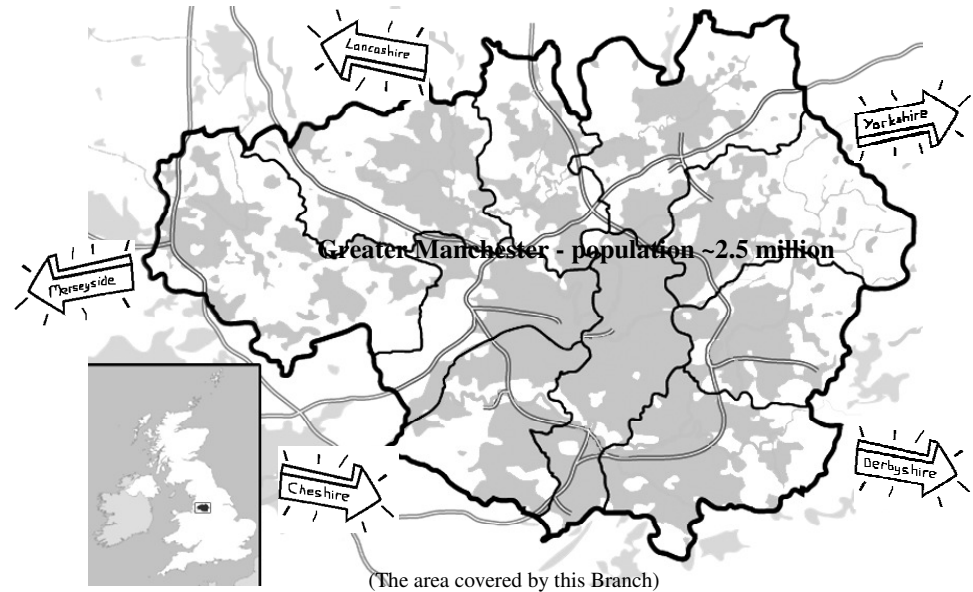 Lancashire
Yorkshire
Greater Manchester - population ~2.5 million
Merseyside
Derbyshire
Cheshire
(The area covered by this Branch)